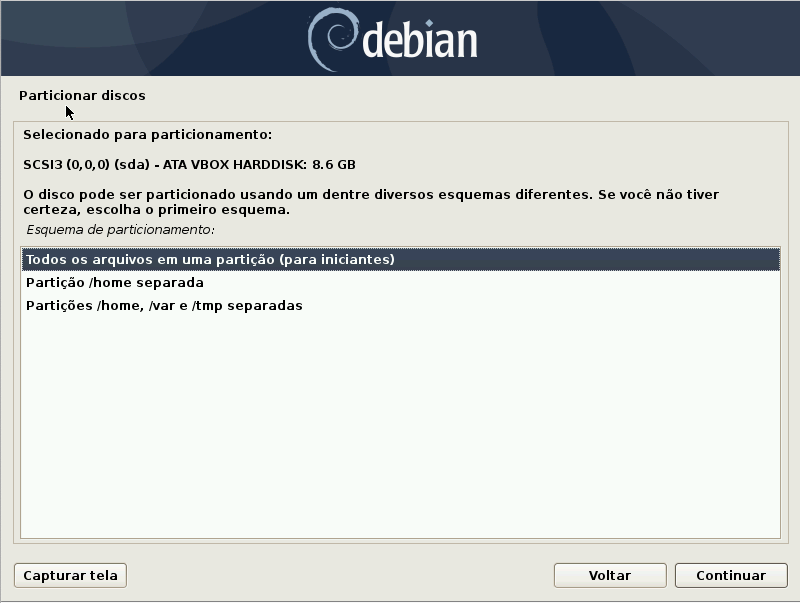 debian
Particionar discos
Selecionado para particionamento:
SCSI3 (0,0,0) (sda) - ATA VBOX HARDDISK: 8.6 GB
O disco pode ser particionado usando um dentre diversos esquemas diferentes. Se você não tiver
certeza, escolha o primeiro esquema.
Esquema de particionamento:
Todos os arquivos em uma partição (para iniciantes)
Partição /home separada
Partições /home, /var e /tmp separadas
Capturar tela
Voltar
Continuar